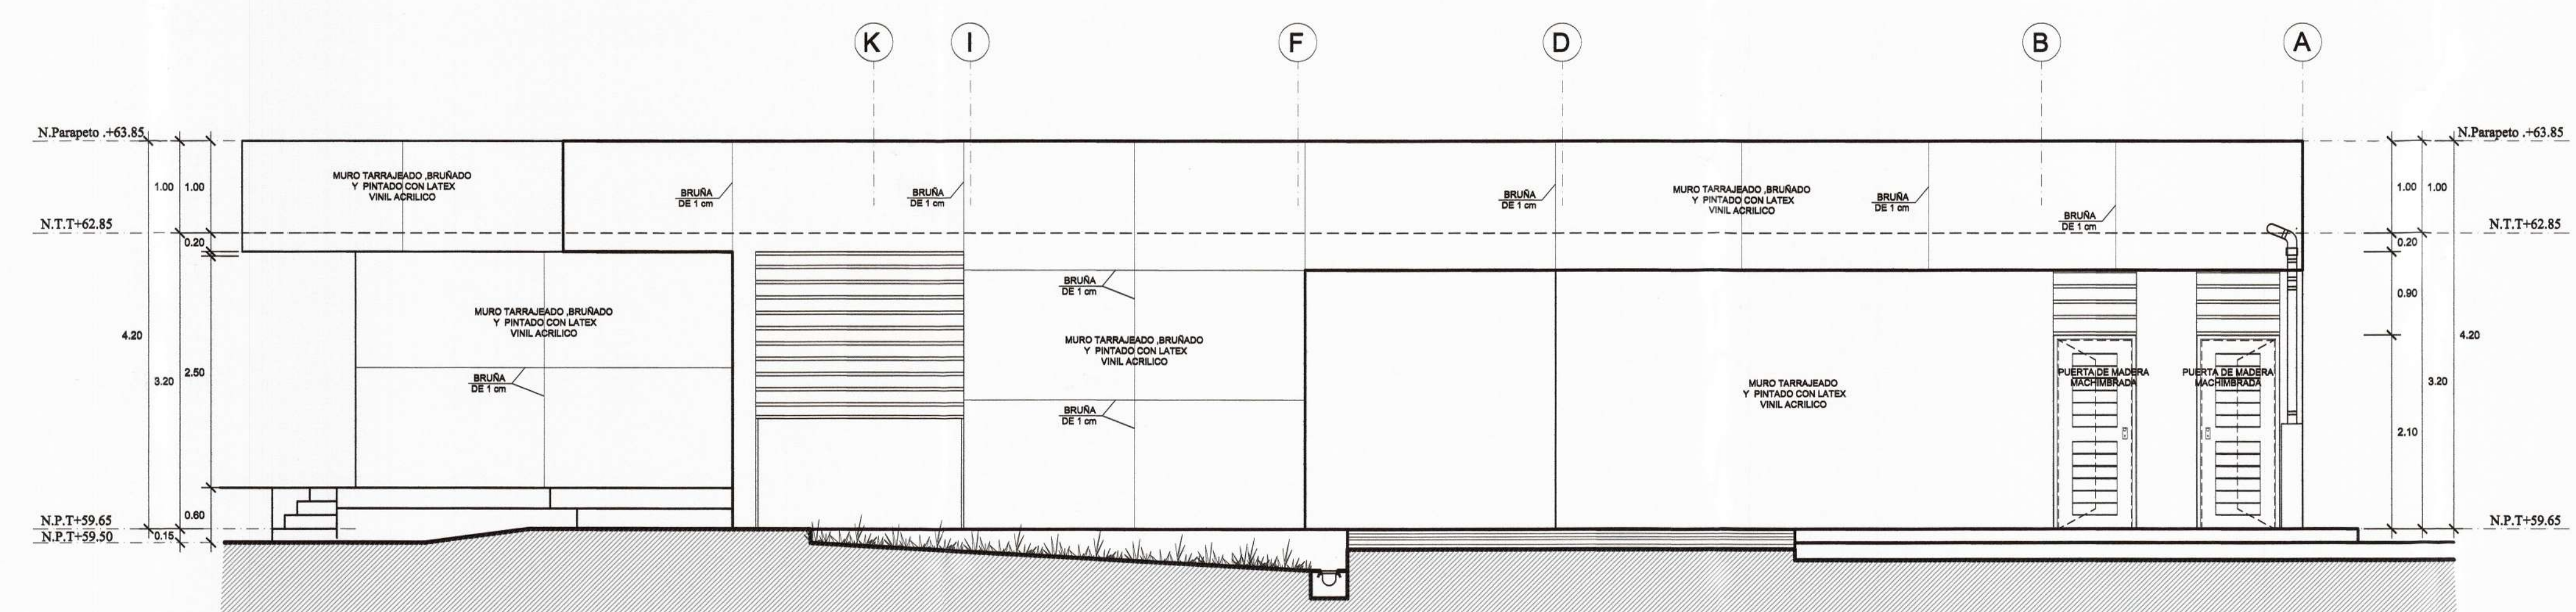 K
I
F
D
B
A
N.Parapeto .+63.85
N.Parapeto .+63.85
1.00
1.00
MURO TARRAJEADO ,BRUÑADO
Y PINTADO CON LATEX
VINIL ACRILICO
BRUÑA
DE 1 cm
BRUÑA
DE 1 cm
BRUÑA
DE 1 cm
MURO TARRAJEADO ,BRUÑADO
Y PINTADO CON LATEX
VINIL ACRILICO
BRUÑA
DE 1 cm
BRUÑA
DE 1 cm
1.00
1.00
N.T.T+62.85
N.T.T+62.85
0.20
0.20
BRUÑA
DE 1 cm
0.90
MURO TARRAJEADO ,BRUÑADO
Y PINTADO CON LATEX
VINIL ACRILICO
4.20
4.20
MURO TARRAJEADO ,BRUÑADO
Y PINTADO CON LATEX
VINIL ACRILICO
3.20
2.50
BRUÑA
DE 1 cm
MURO TARRAJEADO
Y PINTADO CON LATEX
VINIL ACRILICO
PUERTA DE MADERA
MACHIMBRADA
PUERTA DE MADERA
MACHIMBRADA
3.20
BRUÑA
DE 1 cm
2.10
0.60
N.P.T+59.65
N.P.T+59.65
N.P.T+59.50
0.15